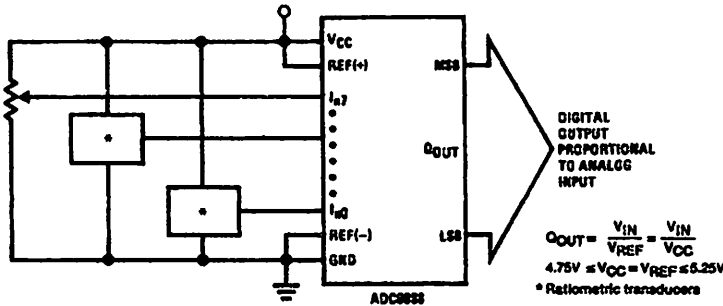 VCC
REF(+)
MSB
In7
*
DIGITAL
OUTPUT
PROPORTIONAL
TO ANALOG
INPUT
QOUT
*
In0
REF(−)
LSB
GND
QOUT = VIN/VREF = VIN/VCC
4.75V ≤ VCC = VREF ≤ 5.25V
* Ratiometric transducers